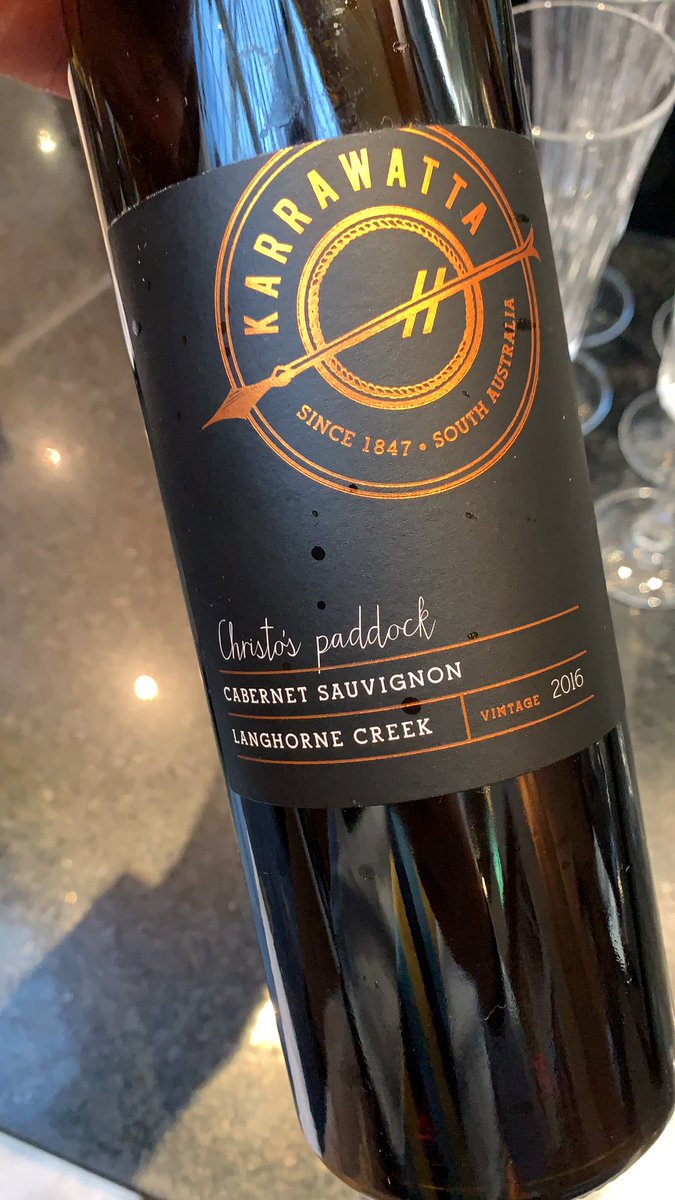 KARRAWATTA
H
SINCE 1847 • SOUTH AUSTRALIA
Christo's paddock
CABERNET SAUVIGNON
LANGHORNE CREEK
VINTAGE 2016